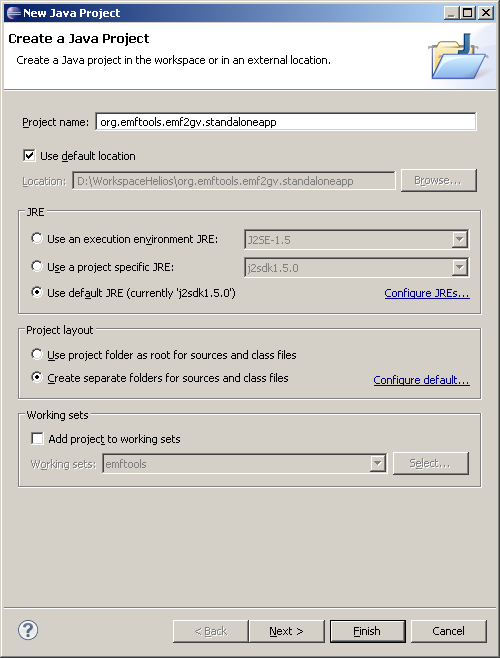 New Java Project
Create a Java Project
Create a Java project in the workspace or in an external location.
Project name: org.emftools.emf2gv.standaloneapp
Use default location
Location: D:\WorkspaceHelios\org.emftools.emf2gv.standaloneapp Browse...
JRE
Use an execution environment JRE: J2SE-1.5
Use a project specific JRE: j2sdk1.5.0
Use default JRE (currently 'j2sdk1.5.0') Configure JREs...
Project layout
Use project folder as root for sources and class files
Create separate folders for sources and class files Configure default...
Working sets
Add project to working sets
Working sets: emftools Select...
? < Back Next > Finish Cancel